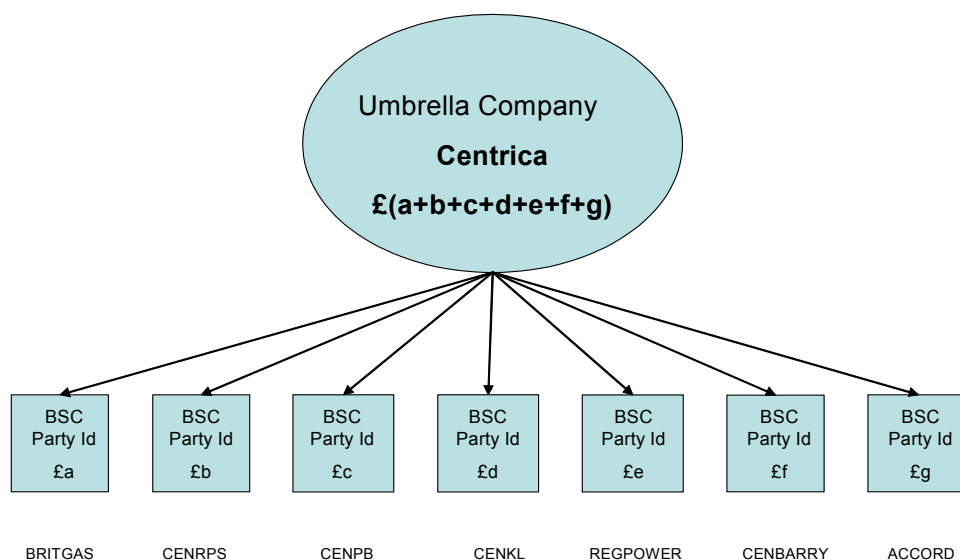 Umbrella Company
Centrica
£(a+b+c+d+e+f+g)
BSC
Party Id
£a
BSC
Party Id
£b
BSC
Party Id
£c
BSC
Party Id
£d
BSC
Party Id
£e
BSC
Party Id
£f
BSC
Party Id
£g
BRITGAS CENRPS CENPB CENKL REGPOWER CENBARRY ACCORD